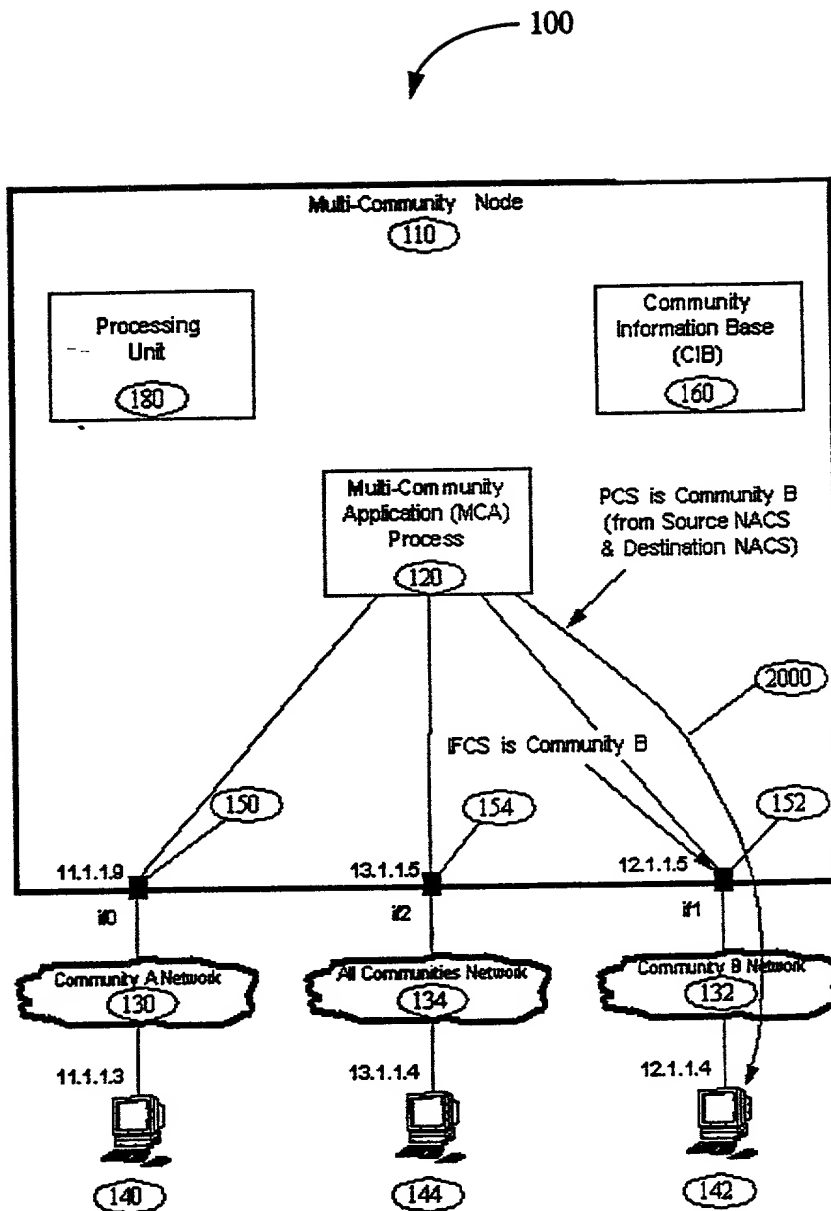 100
Multi-Community Node
110
Processing
Unit
180
Community
Information Base
(CIB)
160
Multi-Community
Application (MCA)
Process
120
PCS is Community B
(from Source NACS
& Destination NACS)
2000
IFCS is Community B
150
154
152
11.1.1.9
13.1.1.5
12.1.1.5
if0
if2
if1
Community A Network
130
All Communities Network
134
Community B Network
132
11.1.1.3
13.1.1.4
12.1.1.4
140
144
142